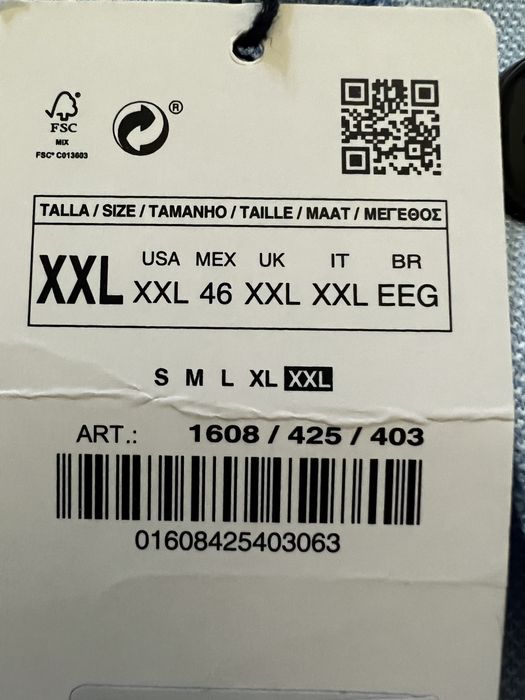 FSC
MIX
FSC® C013603
®
TALLA / SIZE / TAMANHO / TAILLE / MAAT / ΜΕΓΕΘΟΣ
USA MEX UK IT BR
XXL XXL 46 XXL XXL EEG
S M L XL XXL
ART.: 1608 / 425 / 403
01608425403063